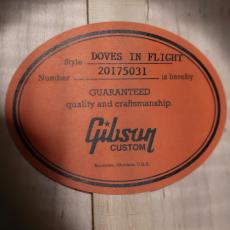 Style DOVES IN FLIGHT
Number 20175031 is hereby
GUARANTEED
quality and craftsmanship.
Gibson
CUSTOM
Bozeman, Montana U.S.A.